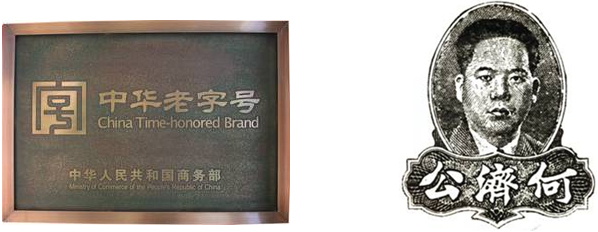 中华老字号
China Time-honored Brand
中华人民共和国商务部
Ministry of Commerce of the People's Republic of China
何濟公